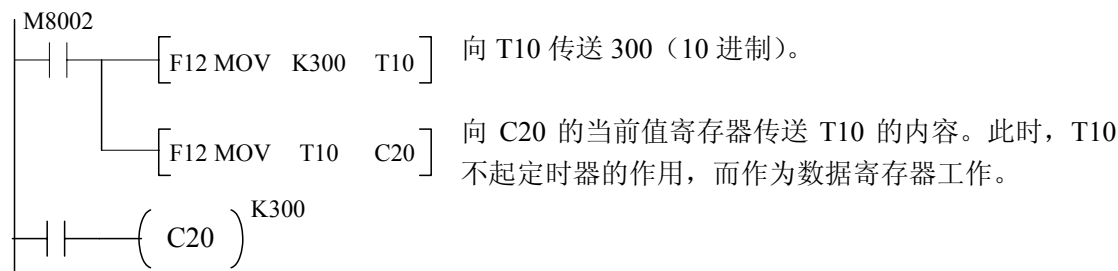 M8002
F12 MOV K300 T10
向 T10 传送 300（10 进制）。
F12 MOV T10 C20
向 C20 的当前值寄存器传送 T10 的内容。此时，T10
不起定时器的作用，而作为数据寄存器工作。
K300
C20